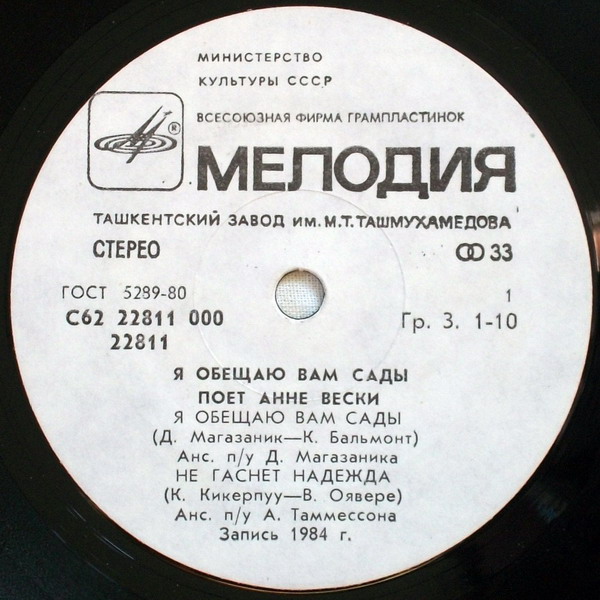 МИНИСТЕРСТВО
КУЛЬТУРЫ СССР
ВСЕСОЮЗНАЯ ФИРМА ГРАМПЛАСТИНОК
®
МЕЛОДИЯ
ТАШКЕНТСКИЙ ЗАВОД им. М.Т. ТАШМУХАМЕДОВА
СТЕРЕО 33
ГОСТ 5289-80 1
С62 22811 000 Гр. 3. 1-10
22811
Я ОБЕЩАЮ ВАМ САДЫ
ПОЕТ АННЕ ВЕСКИ
Я ОБЕЩАЮ ВАМ САДЫ
(Д. Магазаник—К. Бальмонт)
Анс. п/у Д. Магазаника
НЕ ГАСНЕТ НАДЕЖДА
(К. Кикерпуу—В. Оявере)
Анс. п/у А. Таммессона
Запись 1984 г.